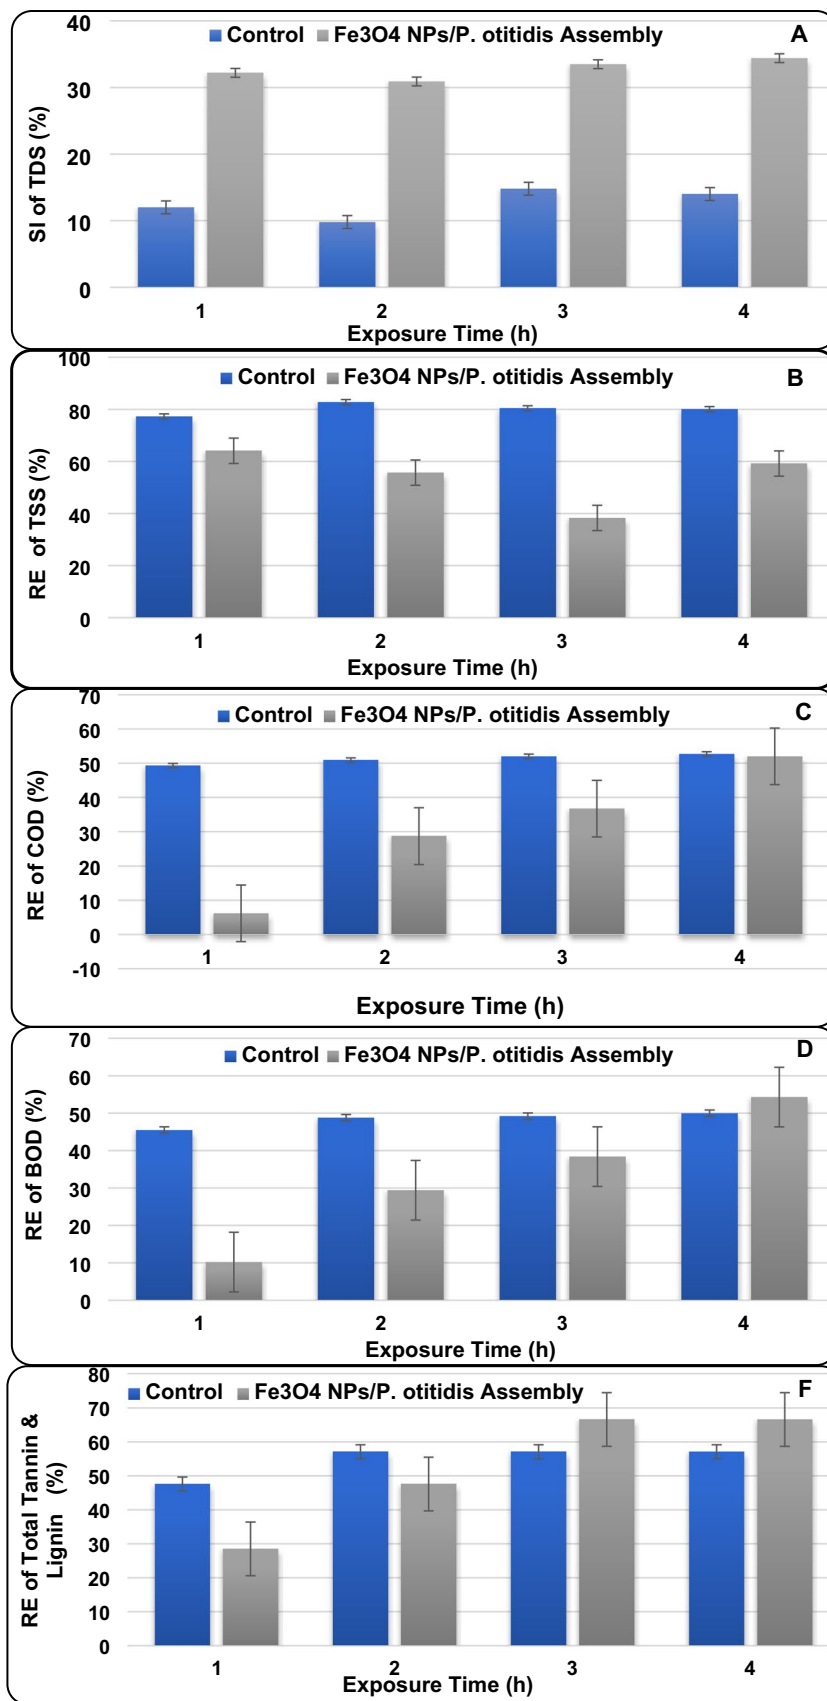 40
Control Fe3O4 NPs/P. otitidis Assembly A
30
20
10
0
SI of TDS (%)
1 2 3 4
Exposure Time (h)
100
Control Fe3O4 NPs/P. otitidis Assembly B
80
60
40
20
0
RE of TSS (%)
1 2 3 4
Exposure Time (h)
70
Control Fe3O4 NPs/P. otitidis Assembly C
60
50
40
30
20
10
0
-10
RE of COD (%)
1 2 3 4
Exposure Time (h)
70
Control Fe3O4 NPs/P. otitidis Assembly D
60
50
40
30
20
10
0
RE of BOD (%)
1 2 3 4
Exposure Time (h)
80
Control Fe3O4 NPs/P. otitidis Assembly F
70
60
50
40
30
20
10
0
RE of Total Tannin &
Lignin (%)
1 2 3 4
Exposure Time (h)